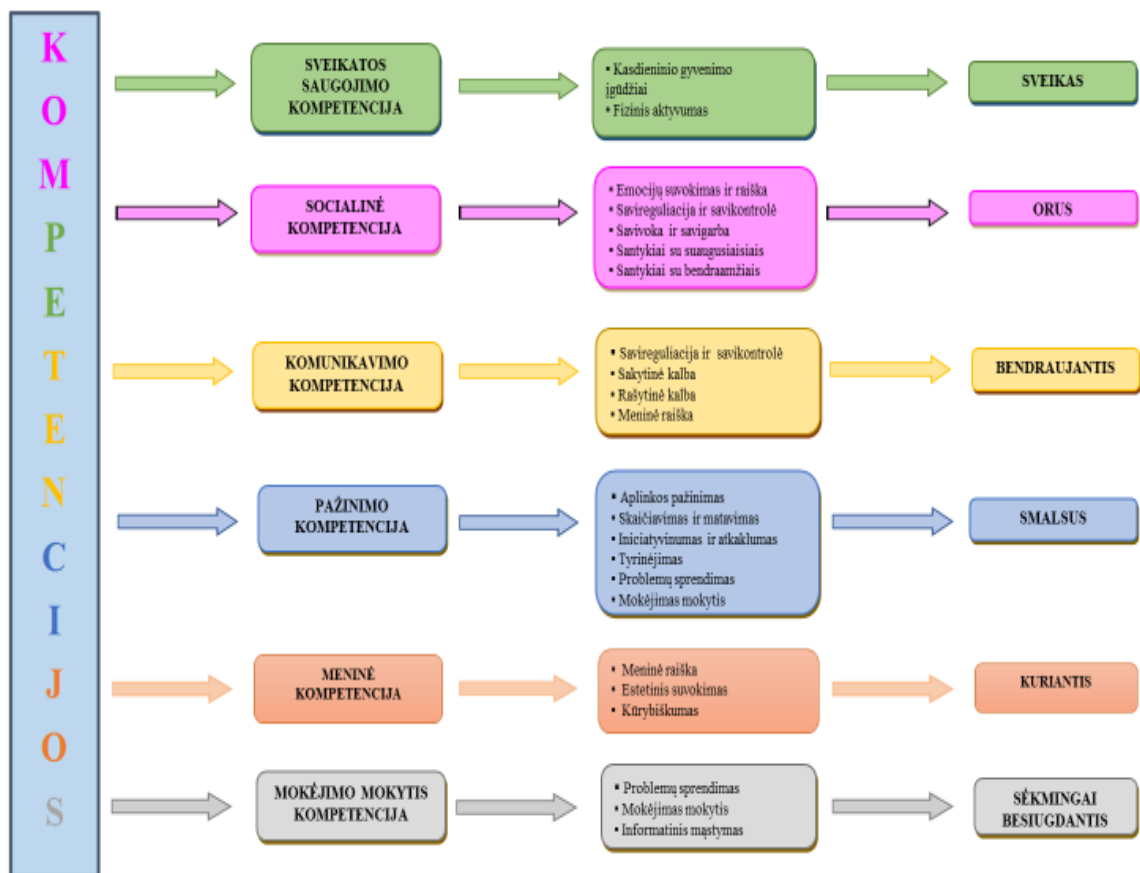 KOMPETENCIJOS
SVEIKATOS
SAUGOJIMO
KOMPETENCIJA
▪ Kasdieninio gyvenimo
įgūdžiai
▪ Fizinis aktyvumas
SVEIKAS
SOCIALINĖ
KOMPETENCIJA
▪ Emocijų suvokimas ir raiška
▪ Savireguliacija ir savikontrolė
▪ Savivoka ir savigarba
▪ Santykiai su suaugusiaisiais
▪ Santykiai su bendraamžiais
ORUS
KOMUNIKAVIMO
KOMPETENCIJA
▪ Savireguliacija ir savikontrolė
▪ Sakytinė kalba
▪ Rašytinė kalba
▪ Meninė raiška
BENDRAUJANTIS
PAŽINIMO
KOMPETENCIJA
▪ Aplinkos pažinimas
▪ Skaičiavimas ir matavimas
▪ Iniciatyvinumas ir atkaklumas
▪ Tyrinėjimas
▪ Problemų sprendimas
▪ Mokėjimas mokytis
SMALSUS
MENINĖ
KOMPETENCIJA
▪ Meninė raiška
▪ Estetinis suvokimas
▪ Kūrybiškumas
KURIANTIS
MOKĖJIMO MOKYTIS
KOMPETENCIJA
▪ Problemų sprendimas
▪ Mokėjimas mokytis
▪ Informatinis mąstymas
SĖKMINGAI
BESIUGDANTIS